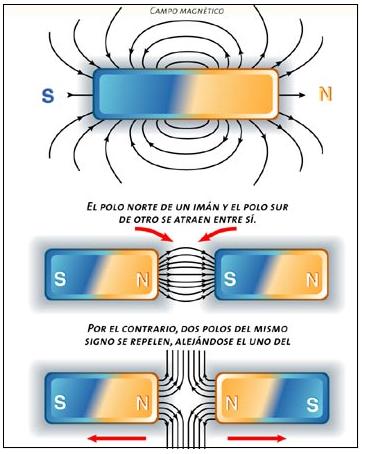 CAMPO MAGNÉTICO
S N
EL POLO NORTE DE UN IMÁN Y EL POLO SUR
DE OTRO SE ATRAEN ENTRE SÍ.
S N S N
POR EL CONTRARIO, DOS POLOS DEL MISMO
SIGNO SE REPELEN, ALEJÁNDOSE EL UNO DEL
S N N S